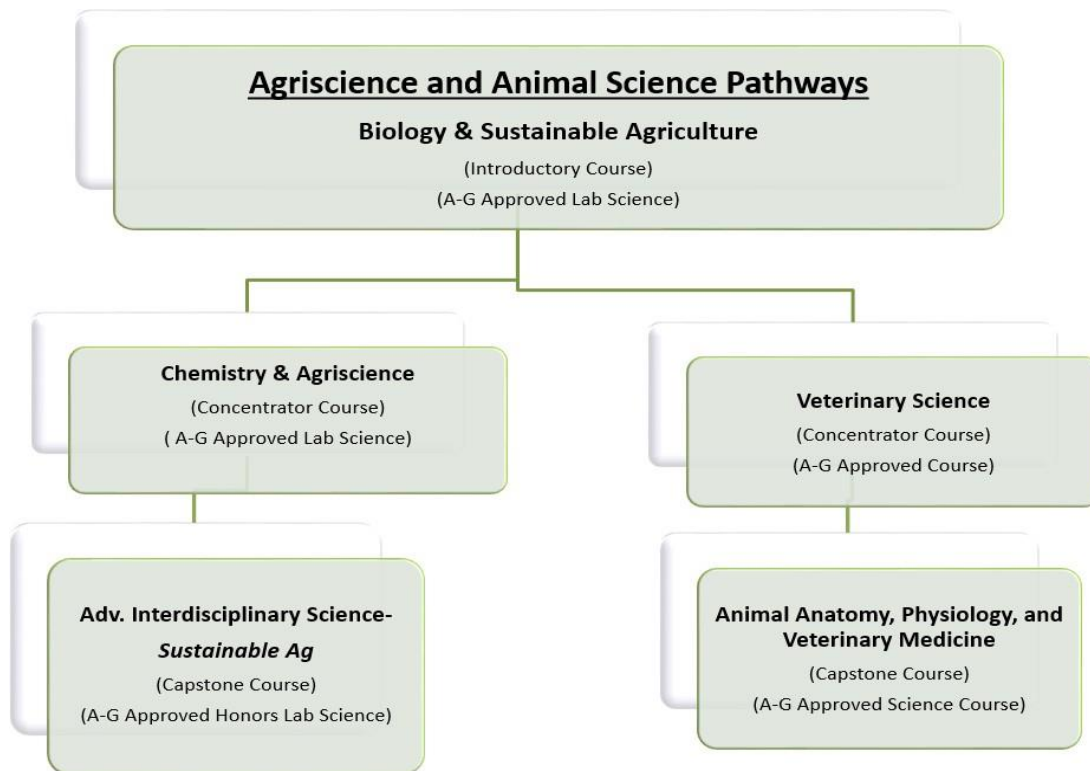 Agriscience and Animal Science Pathways
Biology & Sustainable Agriculture
(Introductory Course)
(A-G Approved Lab Science)
Chemistry & Agriscience
(Concentrator Course)
( A-G Approved Lab Science)
Veterinary Science
(Concentrator Course)
(A-G Approved Course)
Adv. Interdisciplinary Science-
Sustainable Ag
(Capstone Course)
(A-G Approved Honors Lab Science)
Animal Anatomy, Physiology, and
Veterinary Medicine
(Capstone Course)
(A-G Approved Science Course)